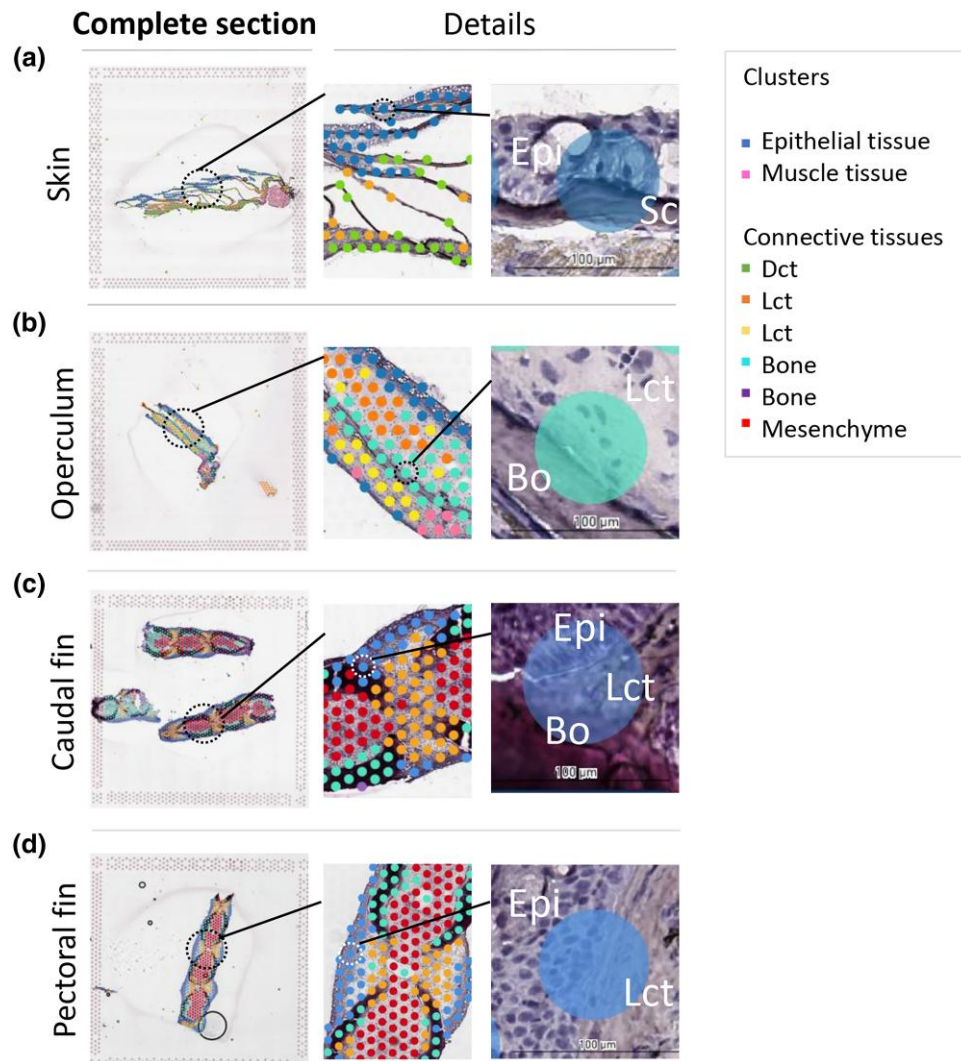 Complete section
Details
(a)
Skin
Epi
Sc
100 µm
(b)
Operculum
Lct
Bo
100 µm
(c)
Caudal fin
Epi
Lct
Bo
100 µm
(d)
Pectoral fin
Epi
Lct
100 µm
Clusters
Epithelial tissue
Muscle tissue
Connective tissues
Dct
Lct
Lct
Bone
Bone
Mesenchyme